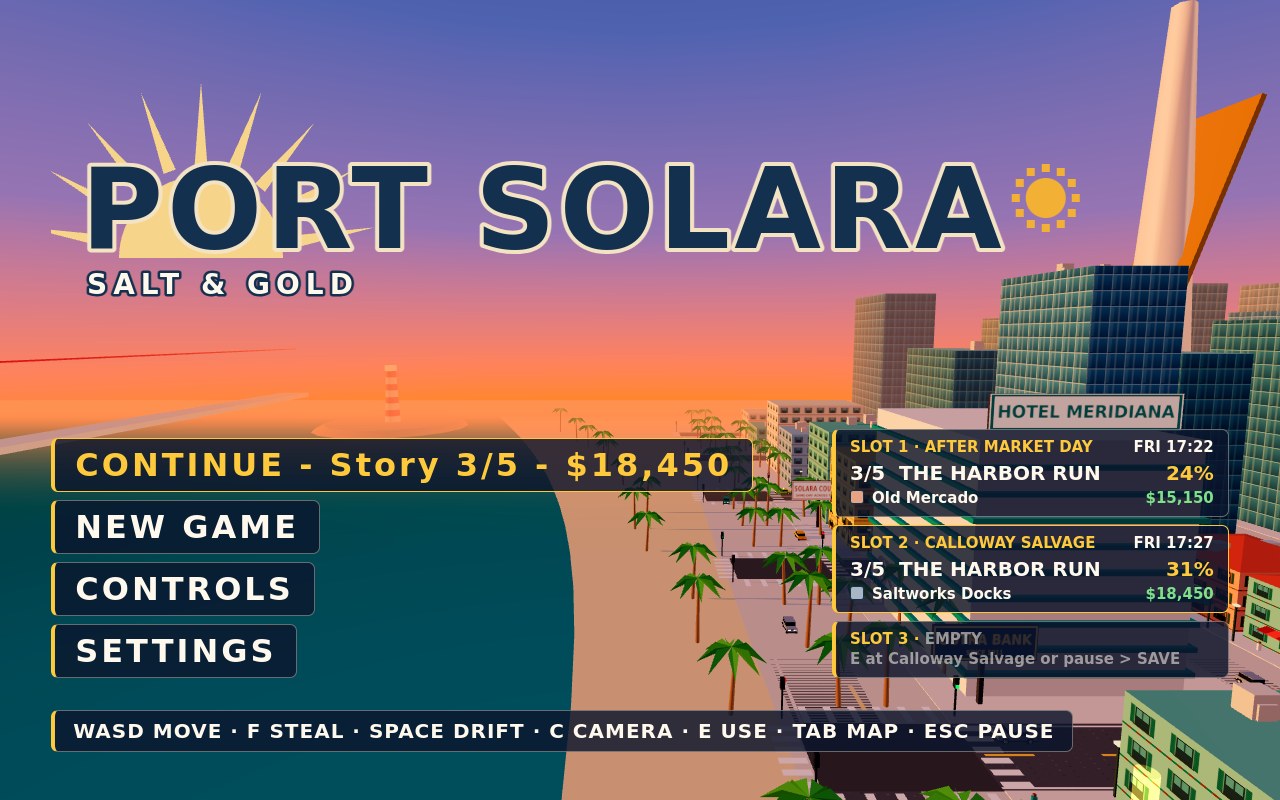 PORT SOLARA
SALT & GOLD
HOTEL MERIDIANA
CONTINUE - Story 3/5 - $18,450
NEW GAME
CONTROLS
SETTINGS
SLOT 1 · AFTER MARKET DAY FRI 17:22
3/5 THE HARBOR RUN 24%
Old Mercado $15,150
SLOT 2 · CALLOWAY SALVAGE FRI 17:27
3/5 THE HARBOR RUN 31%
Saltworks Docks $18,450
SLOT 3 · EMPTY
BANK
E at Calloway Salvage or pause > SAVE
WASD MOVE · F STEAL · SPACE DRIFT · C CAMERA · E USE · TAB MAP · ESC PAUSE